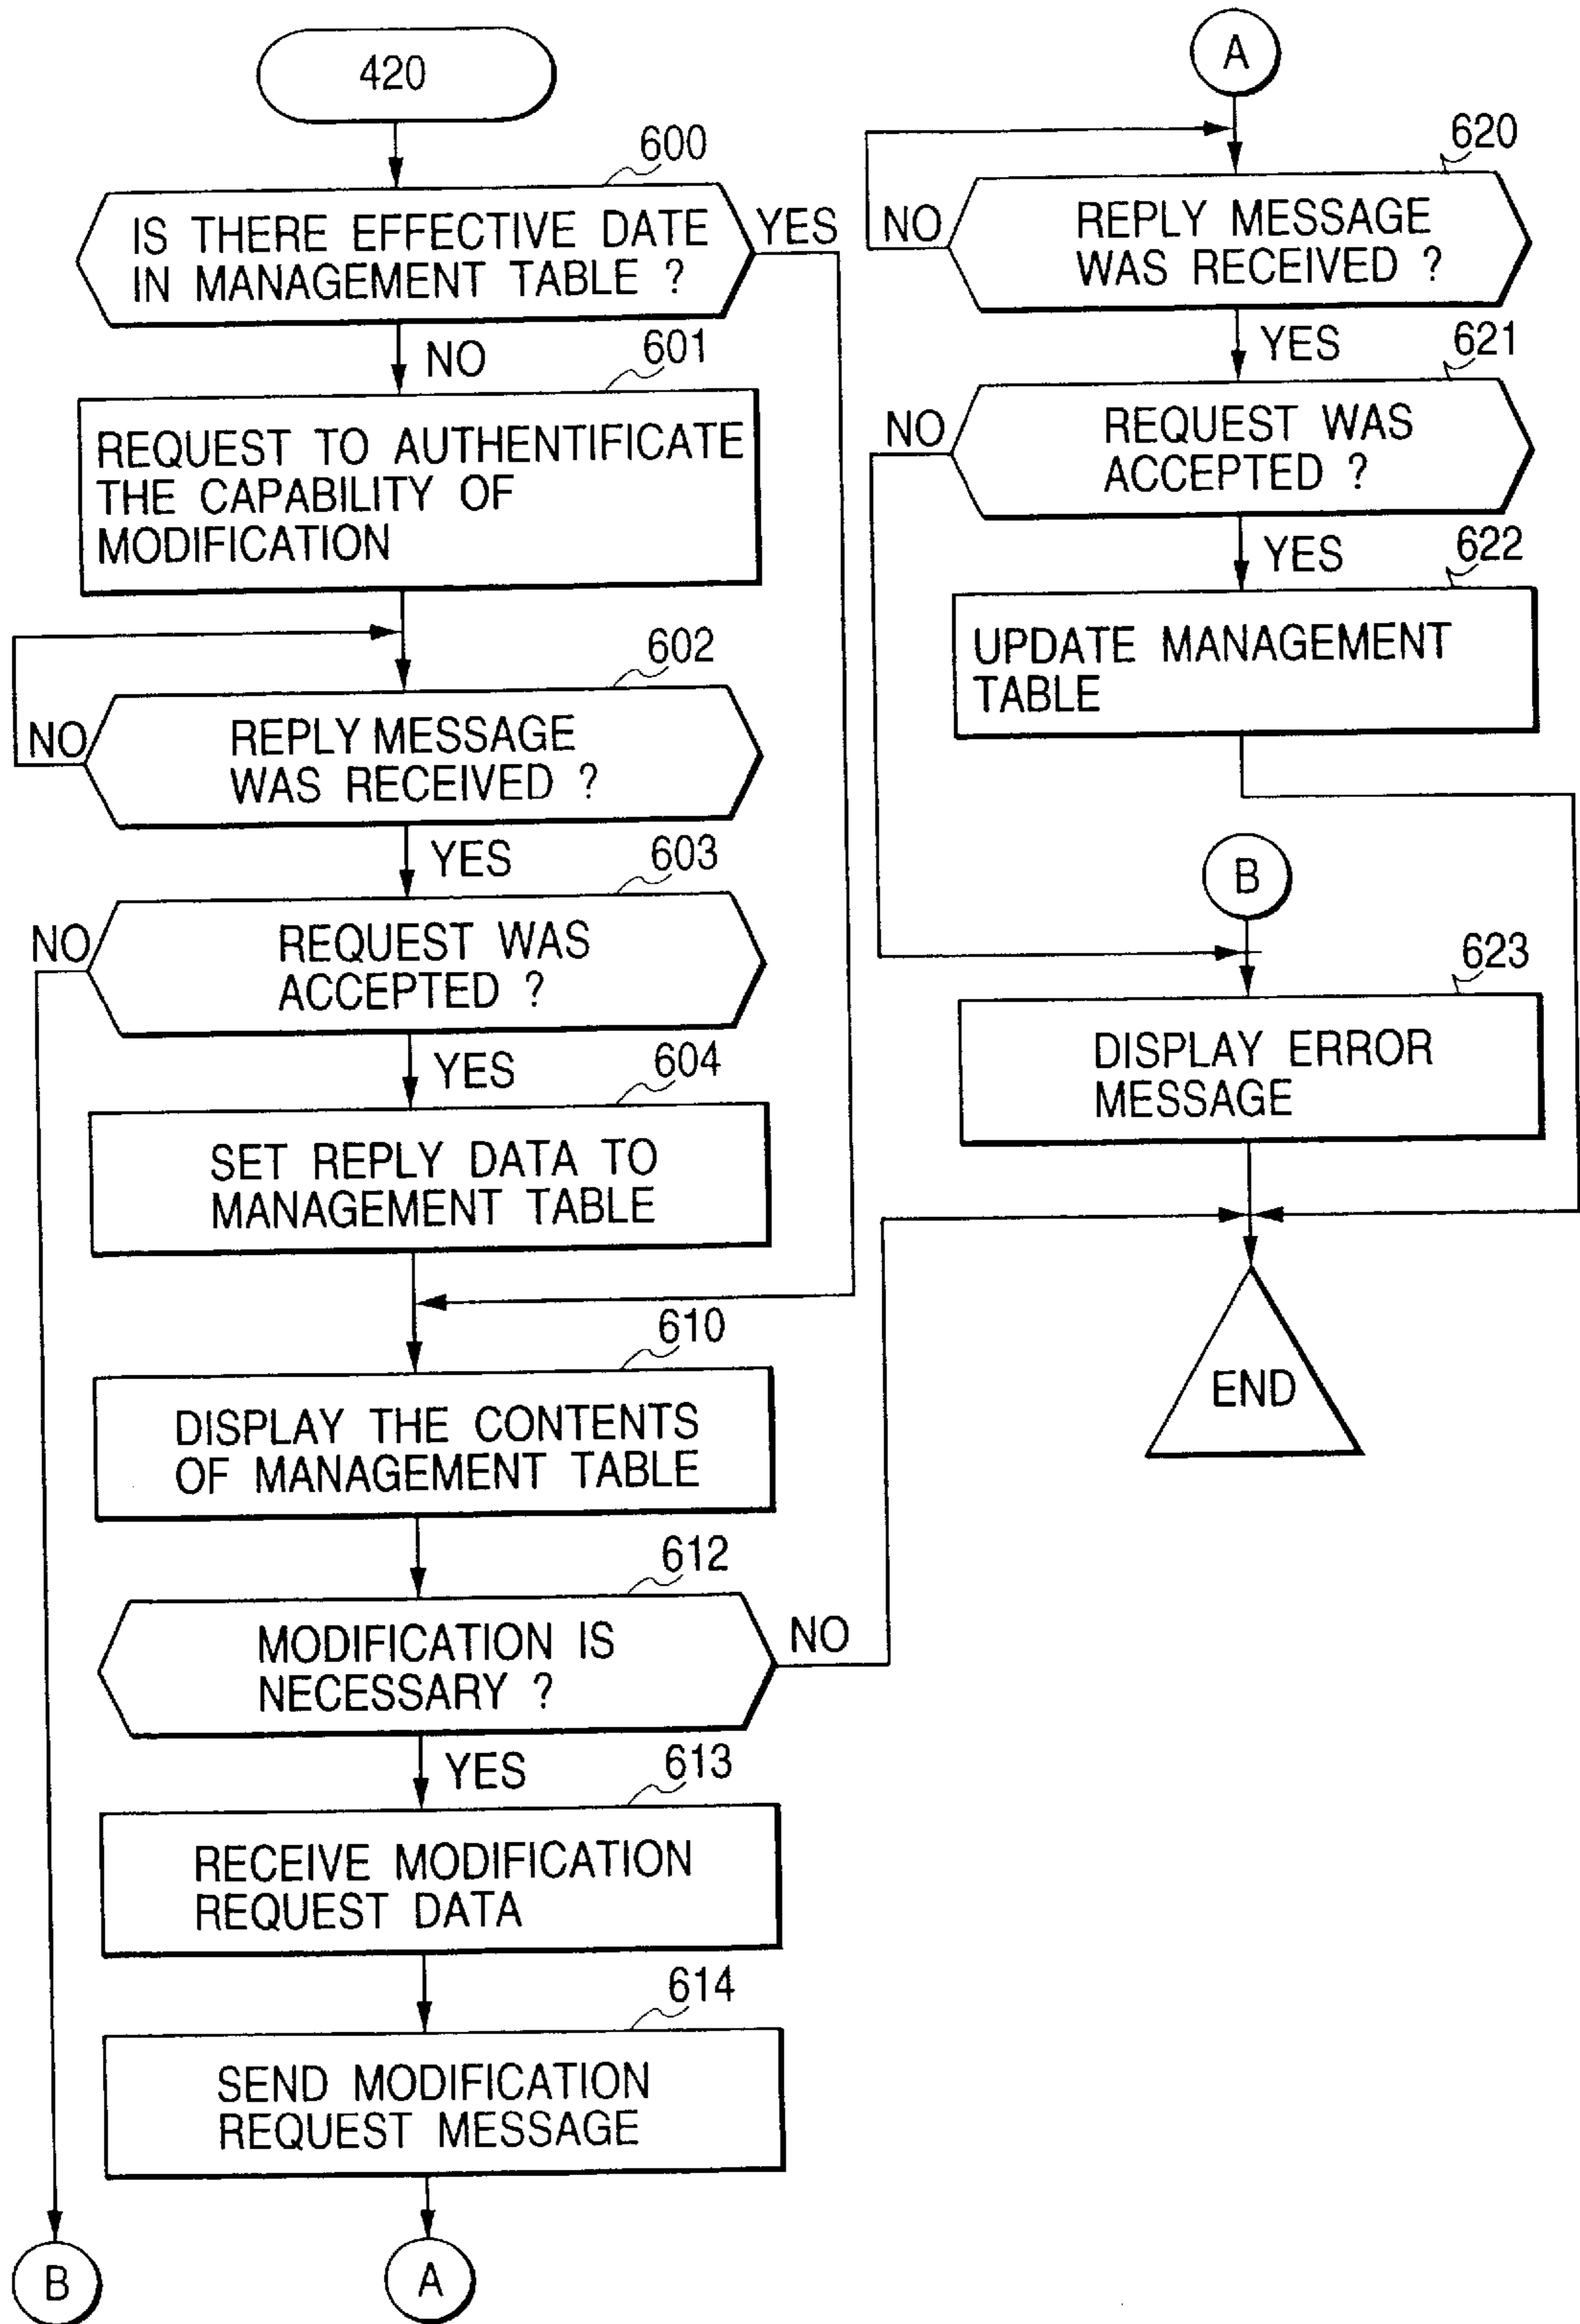 420
600
IS THERE EFFECTIVE DATE
IN MANAGEMENT TABLE ?
YES
NO
601
REQUEST TO AUTHENTIFICATE
THE CAPABILITY OF
MODIFICATION
602
NO
REPLY MESSAGE
WAS RECEIVED ?
YES
603
NO
REQUEST WAS
ACCEPTED ?
YES
604
SET REPLY DATA TO
MANAGEMENT TABLE
610
DISPLAY THE CONTENTS
OF MANAGEMENT TABLE
612
MODIFICATION IS
NECESSARY ?
NO
YES
613
RECEIVE MODIFICATION
REQUEST DATA
614
SEND MODIFICATION
REQUEST MESSAGE
B
A
A
620
NO
REPLY MESSAGE
WAS RECEIVED ?
YES
621
NO
REQUEST WAS
ACCEPTED ?
YES
622
UPDATE MANAGEMENT
TABLE
B
623
DISPLAY ERROR
MESSAGE
END